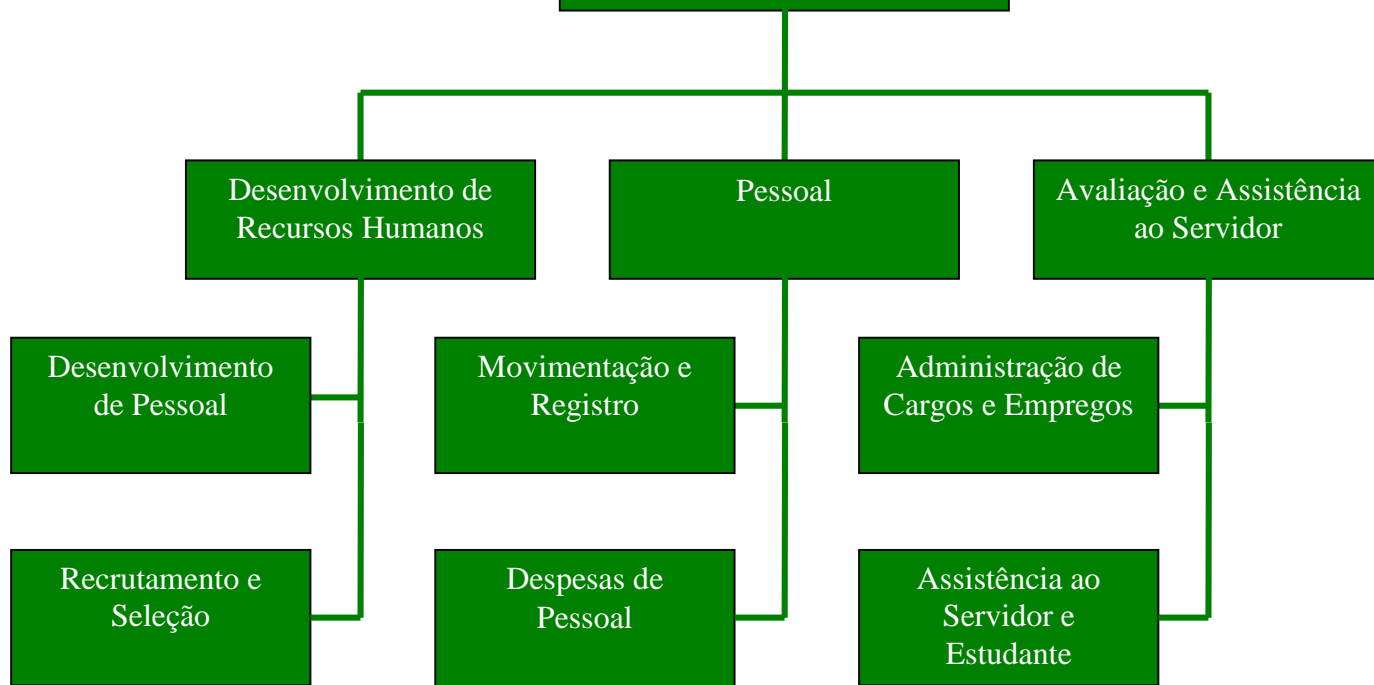 Desenvolvimento de
Recursos Humanos
Pessoal
Avaliação e Assistência
ao Servidor
Desenvolvimento
de Pessoal
Movimentação e
Registro
Administração de
Cargos e Empregos
Recrutamento e
Seleção
Despesas de
Pessoal
Assistência ao
Servidor e
Estudante